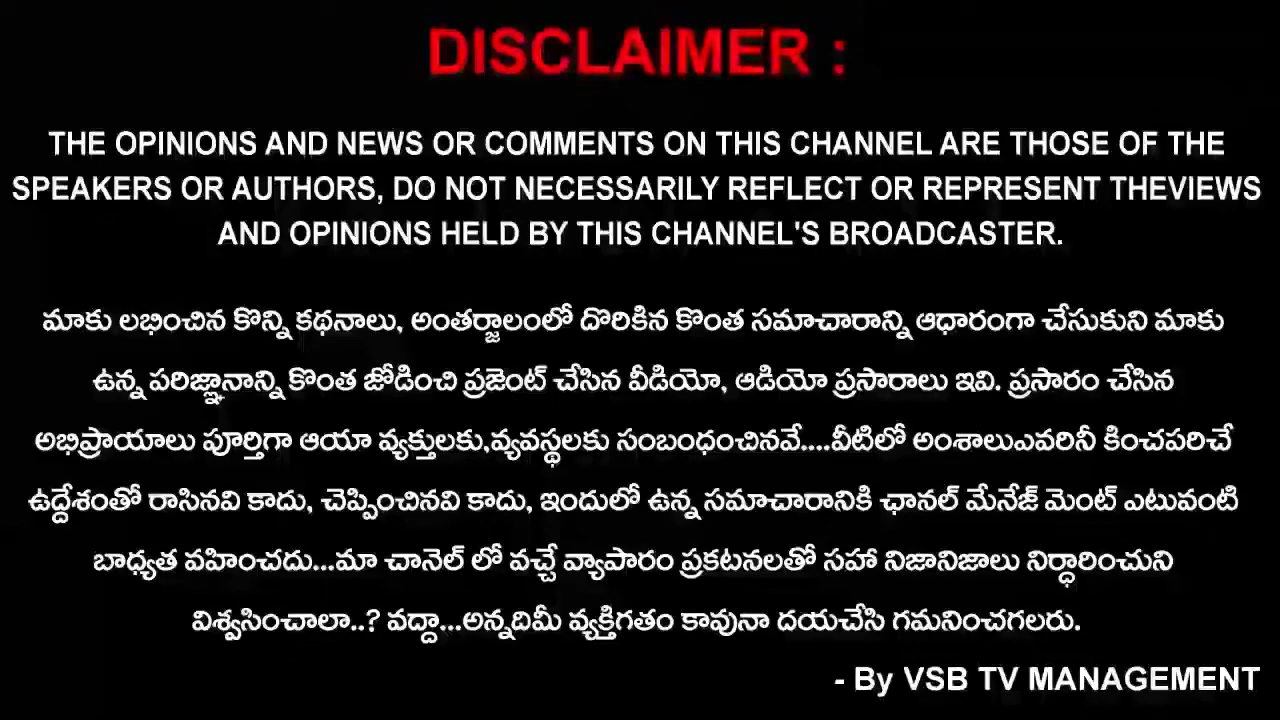 DISCLAIMER :
THE OPINIONS AND NEWS OR COMMENTS ON THIS CHANNEL ARE THOSE OF THE
SPEAKERS OR AUTHORS, DO NOT NECESSARILY REFLECT OR REPRESENT THEVIEWS
AND OPINIONS HELD BY THIS CHANNEL'S BROADCASTER.
మాకు లభించిన కొన్ని కథనాలు, అంతర్జాలంలో దొరికిన కొంత సమాచారాన్ని ఆధారంగా చేసుకుని మాకు
ఉన్న పరిజ్ఞానాన్ని కొంత జోడించి ప్రజెంట్ చేసిన వీడియో, ఆడియో ప్రసారాలు ఇవి. ప్రసారం చేసిన
అభిప్రాయాలు పూర్తిగా ఆయా వ్యక్తులకు,వ్యవస్థలకు సంబంధించినవే....వీటిలో అంశాలుఎవరినీ కించపరిచే
ఉద్దేశంతో రాసినవి కాదు, చెప్పించినవి కాదు, ఇందులో ఉన్న సమాచారానికి ఛానల్ మేనేజ్ మెంట్ ఎటువంటి
బాధ్యత వహించదు...మా చానెల్ లో వచ్చే వ్యాపారం ప్రకటనలతో సహా నిజానిజాలు నిర్ధారించుని
విశ్వసించాలా..? వద్దా...అన్నదిమీ వ్యక్తిగతం కావునా దయచేసి గమనించగలరు.
- By VSB TV MANAGEMENT